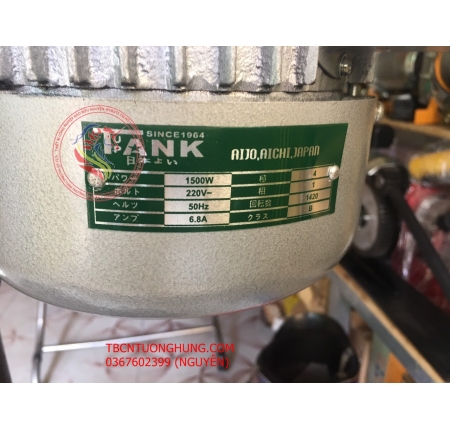 TUP TANK SINCE1964
日本よい
AIJO,AICHI,JAPAN
パワー 1500W 極 4
ボルト 220V~ 相 1
ヘルツ 50Hz 回転数 1420
アンプ 6.8A クラス B
TBCNTUONGHUNG.COM
0367602399 (NGUYÊN)